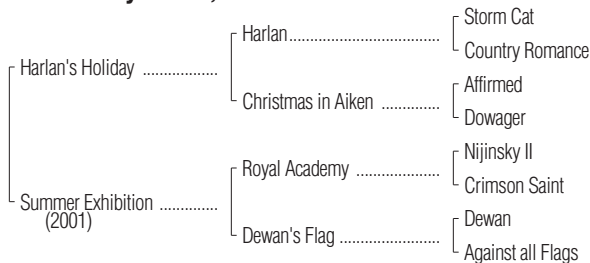 Storm Cat
Harlan..............................
Country Romance
Harlan's Holiday .................
Affirmed
Christmas in Aiken .............
Dowager
Nijinsky II
Royal Academy ..................
Crimson Saint
Summer Exhibition .............
(2001)
Dewan
Dewan's Flag .....................
Against all Flags